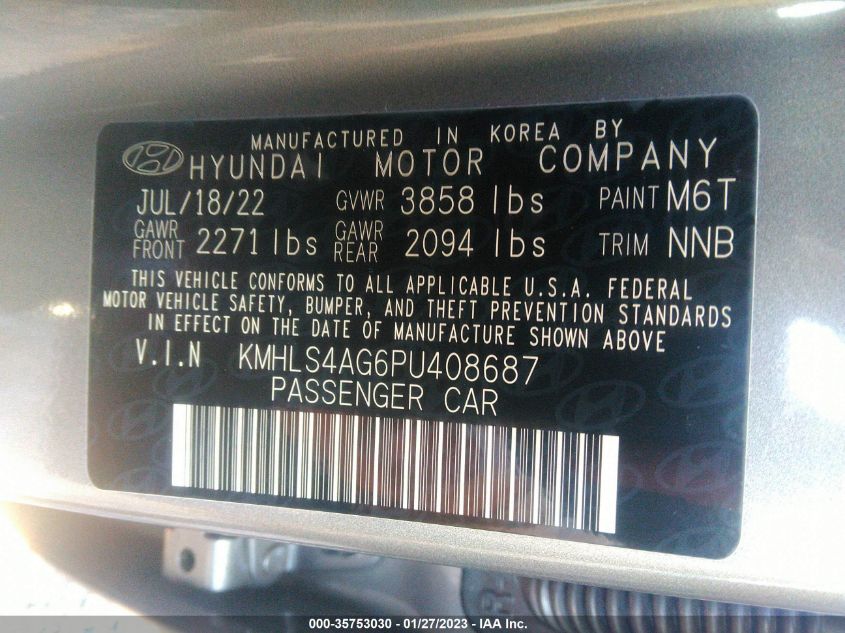 MANUFACTURED IN KOREA BY
HYUNDAI MOTOR COMPANY
JUL/18/22 GVWR 3858 lbs PAINT M6T
GAWR FRONT 2271 lbs GAWR REAR 2094 lbs TRIM NNB
THIS VEHICLE CONFORMS TO ALL APPLICABLE U.S.A. FEDERAL
MOTOR VEHICLE SAFETY, BUMPER, AND THEFT PREVENTION STANDARDS
IN EFFECT ON THE DATE OF MANUFACTURE SHOWN ABOVE
V.I.N KMHLS4AG6PU408687
PASSENGER CAR
000-35753030 - 01/27/2023 - IAA Inc.